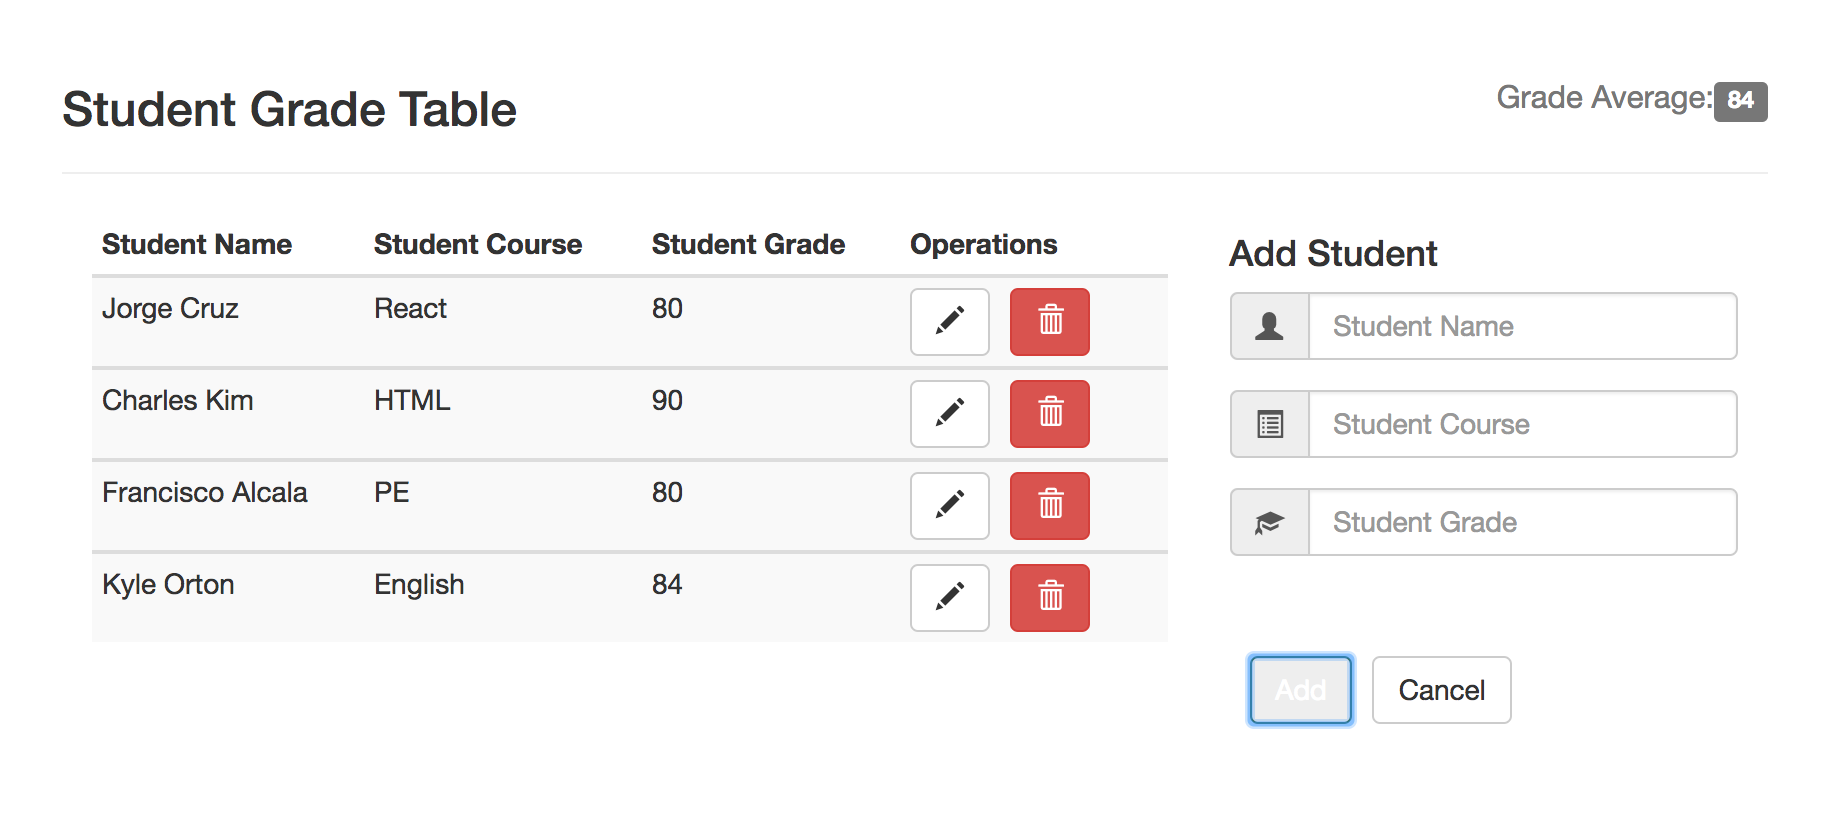 Student Grade Table
Grade Average: 84
Student Name Student Course Student Grade Operations
Jorge Cruz React 80
Charles Kim HTML 90
Francisco Alcala PE 80
Kyle Orton English 84
Add Student
Student Name
Student Course
Student Grade
Add Cancel